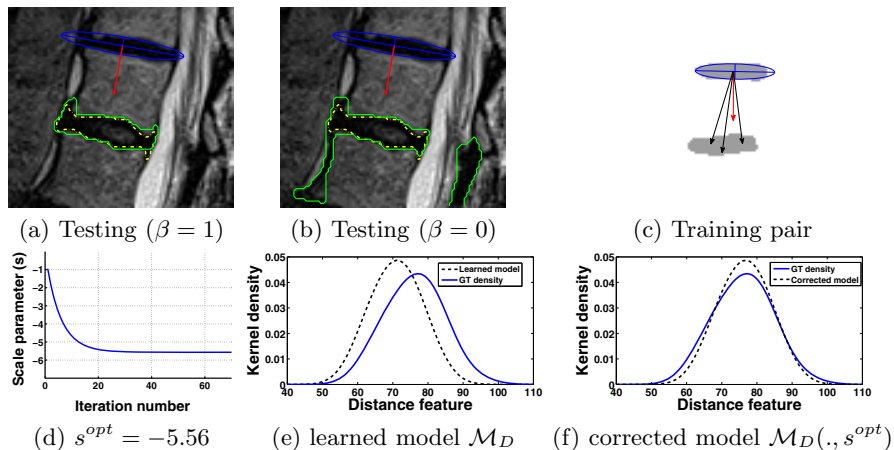 (a) Testing (β = 1)
(b) Testing (β = 0)
(c) Training pair
Scale parameter (s)
−1
−2
−3
−4
−5
−6
0 20 40 60
Iteration number
(d) s^{opt} = −5.56
Kernel density
0.05
0.04
0.03
0.02
0.01
0
40 50 60 70 80 90 100 110
Distance feature
Learned model
GT density
(e) learned model M_D
Kernel density
0.05
0.04
0.03
0.02
0.01
0
40 50 60 70 80 90 100 110
Distance feature
GT density
Corrected model
(f) corrected model M_D(., s^{opt})